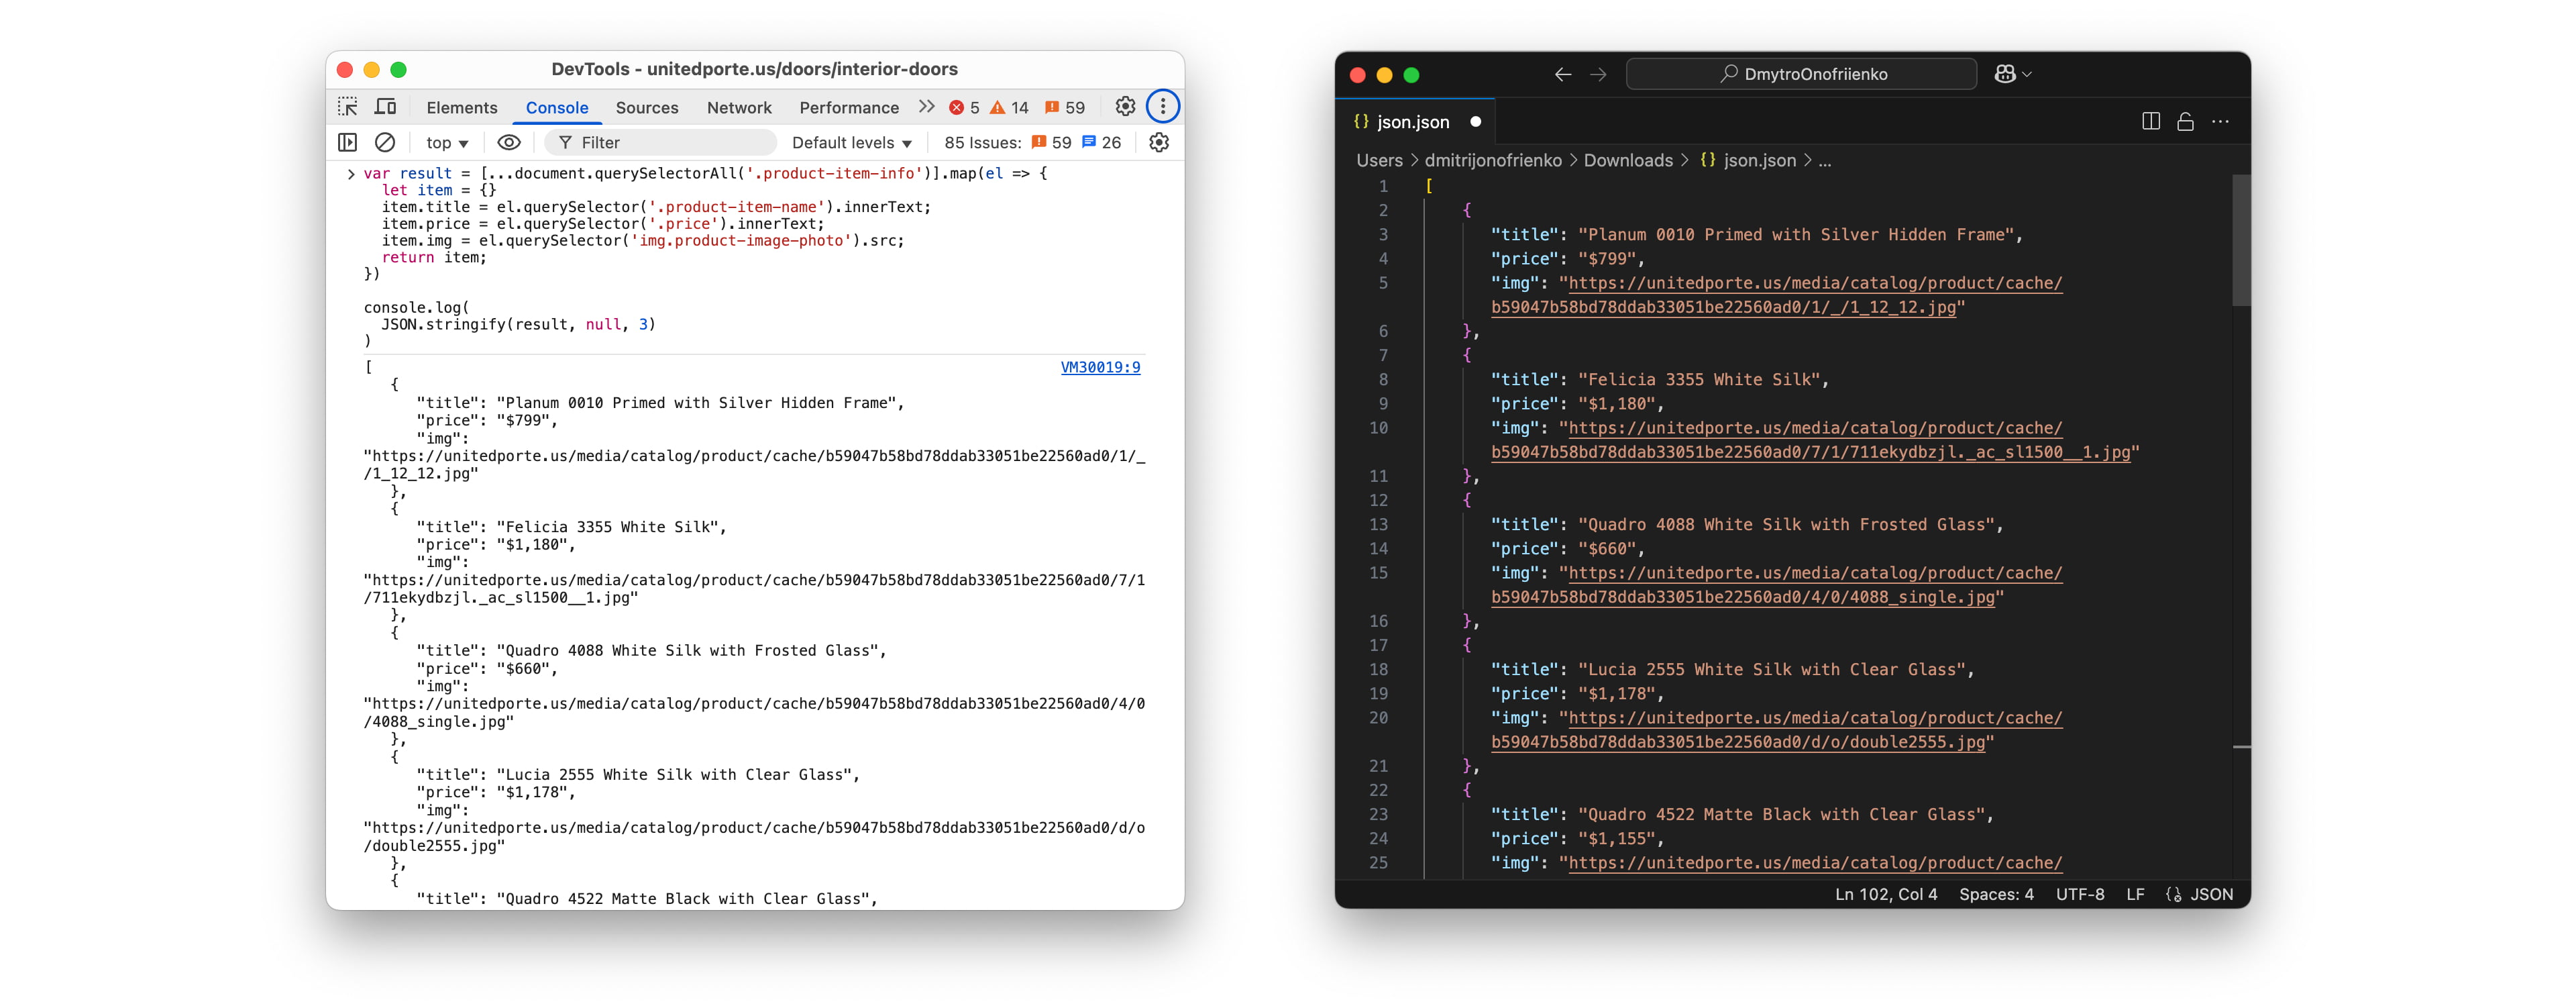 DevTools - unitedporte.us/doors/interior-doors
Elements Console Sources Network Performance 5 14 59
top Filter Default levels 85 Issues: 59 26
var result = [...document.querySelectorAll('.product-item-info')].map(el => {
let item = {}
item.title = el.querySelector('.product-item-name').innerText;
item.price = el.querySelector('.price').innerText;
item.img = el.querySelector('img.product-image-photo').src;
return item;
})
console.log(
JSON.stringify(result, null, 3)
)
[ VM30019:9
{
"title": "Planum 0010 Primed with Silver Hidden Frame",
"price": "$799",
"img":
"https://unitedporte.us/media/catalog/product/cache/b59047b58bd78ddab33051be22560ad0/1/_
/1_12_12.jpg"
},
{
"title": "Felicia 3355 White Silk",
"price": "$1,180",
"img":
"https://unitedporte.us/media/catalog/product/cache/b59047b58bd78ddab33051be22560ad0/7/1
/711ekydbzjl._ac_sl1500__1.jpg"
},
{
"title": "Quadro 4088 White Silk with Frosted Glass",
"price": "$660",
"img":
"https://unitedporte.us/media/catalog/product/cache/b59047b58bd78ddab33051be22560ad0/4/0
/4088_single.jpg"
},
{
"title": "Lucia 2555 White Silk with Clear Glass",
"price": "$1,178",
"img":
"https://unitedporte.us/media/catalog/product/cache/b59047b58bd78ddab33051be22560ad0/d/o
/double2555.jpg"
},
{
"title": "Quadro 4522 Matte Black with Clear Glass",
DmytroOnofriienko
{} json.json
Users > dmitrijonofrienko > Downloads > {} json.json > ...
1 [
2 {
3 "title": "Planum 0010 Primed with Silver Hidden Frame",
4 "price": "$799",
5 "img": "https://unitedporte.us/media/catalog/product/cache/
b59047b58bd78ddab33051be22560ad0/1/_/1_12_12.jpg"
6 },
7 {
8 "title": "Felicia 3355 White Silk",
9 "price": "$1,180",
10 "img": "https://unitedporte.us/media/catalog/product/cache/
b59047b58bd78ddab33051be22560ad0/7/1/711ekydbzjl._ac_sl1500__1.jpg"
11 },
12 {
13 "title": "Quadro 4088 White Silk with Frosted Glass",
14 "price": "$660",
15 "img": "https://unitedporte.us/media/catalog/product/cache/
b59047b58bd78ddab33051be22560ad0/4/0/4088_single.jpg"
16 },
17 {
18 "title": "Lucia 2555 White Silk with Clear Glass",
19 "price": "$1,178",
20 "img": "https://unitedporte.us/media/catalog/product/cache/
b59047b58bd78ddab33051be22560ad0/d/o/double2555.jpg"
21 },
22 {
23 "title": "Quadro 4522 Matte Black with Clear Glass",
24 "price": "$1,155",
25 "img": "https://unitedporte.us/media/catalog/product/cache/
Ln 102, Col 4 Spaces: 4 UTF-8 LF JSON